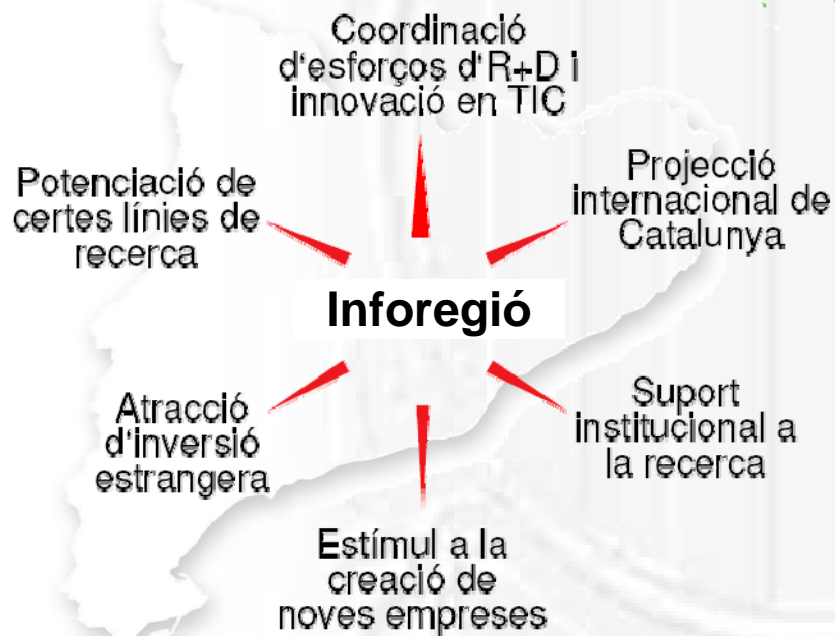 Coordinació
d'esforços d'R+D i
innovació en TIC
Potenciació de
certes línies de
recerca
Projecció
internacional de
Catalunya
Inforegió
Atracció
d'inversió
estrangera
Suport
institucional a
la recerca
Estímul a la
creació de
noves empreses